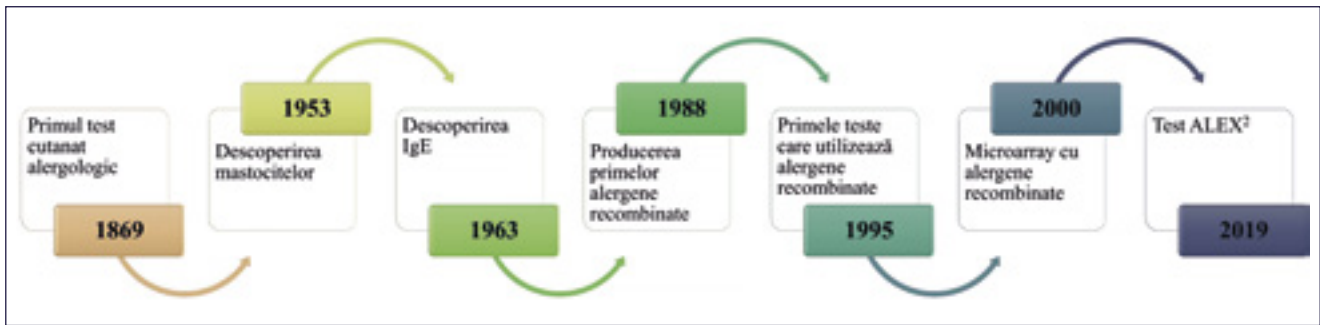 Primul test
cutanat
alergologic
1869
1953
Descoperirea
mastocitelor
Descoperirea
IgE
1963
1988
Producerea
primelor
alergene
recombinate
Primele teste
care utilizează
alergene
recombinate
1995
2000
Microarray cu
alergene
recombinate
Test ALEX²
2019